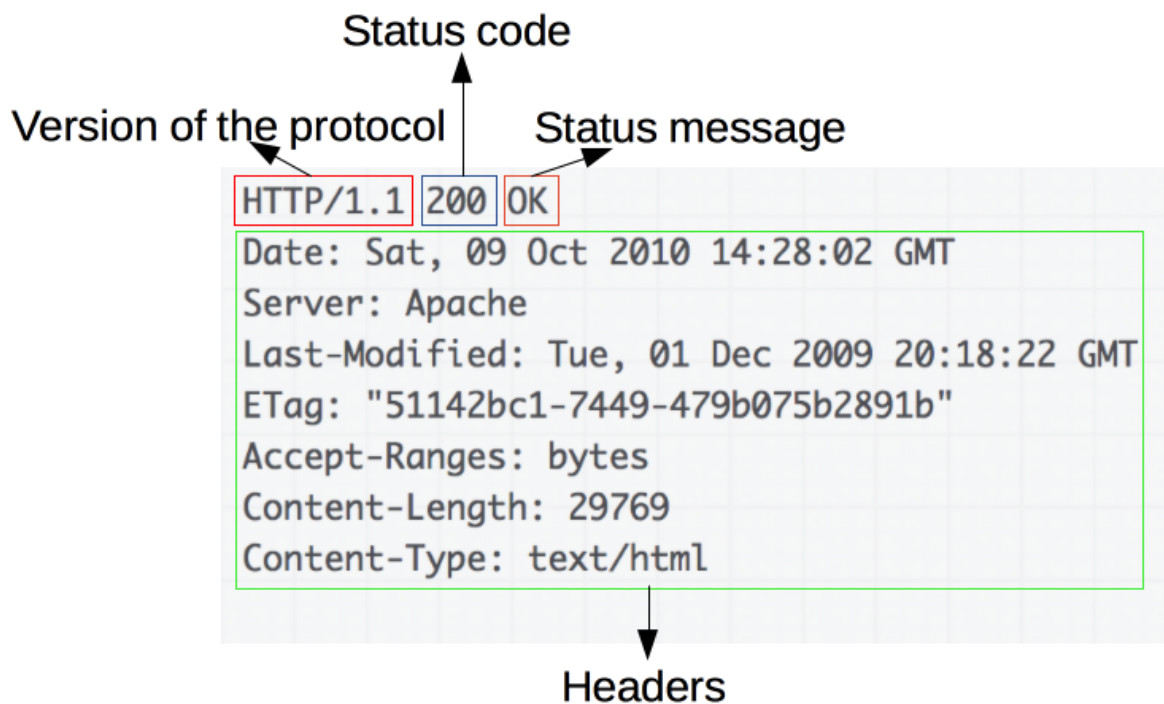 Status code
Version of the protocol
Status message
HTTP/1.1 200 OK
Date: Sat, 09 Oct 2010 14:28:02 GMT
Server: Apache
Last-Modified: Tue, 01 Dec 2009 20:18:22 GMT
ETag: "51142bc1-7449-479b075b2891b"
Accept-Ranges: bytes
Content-Length: 29769
Content-Type: text/html
Headers